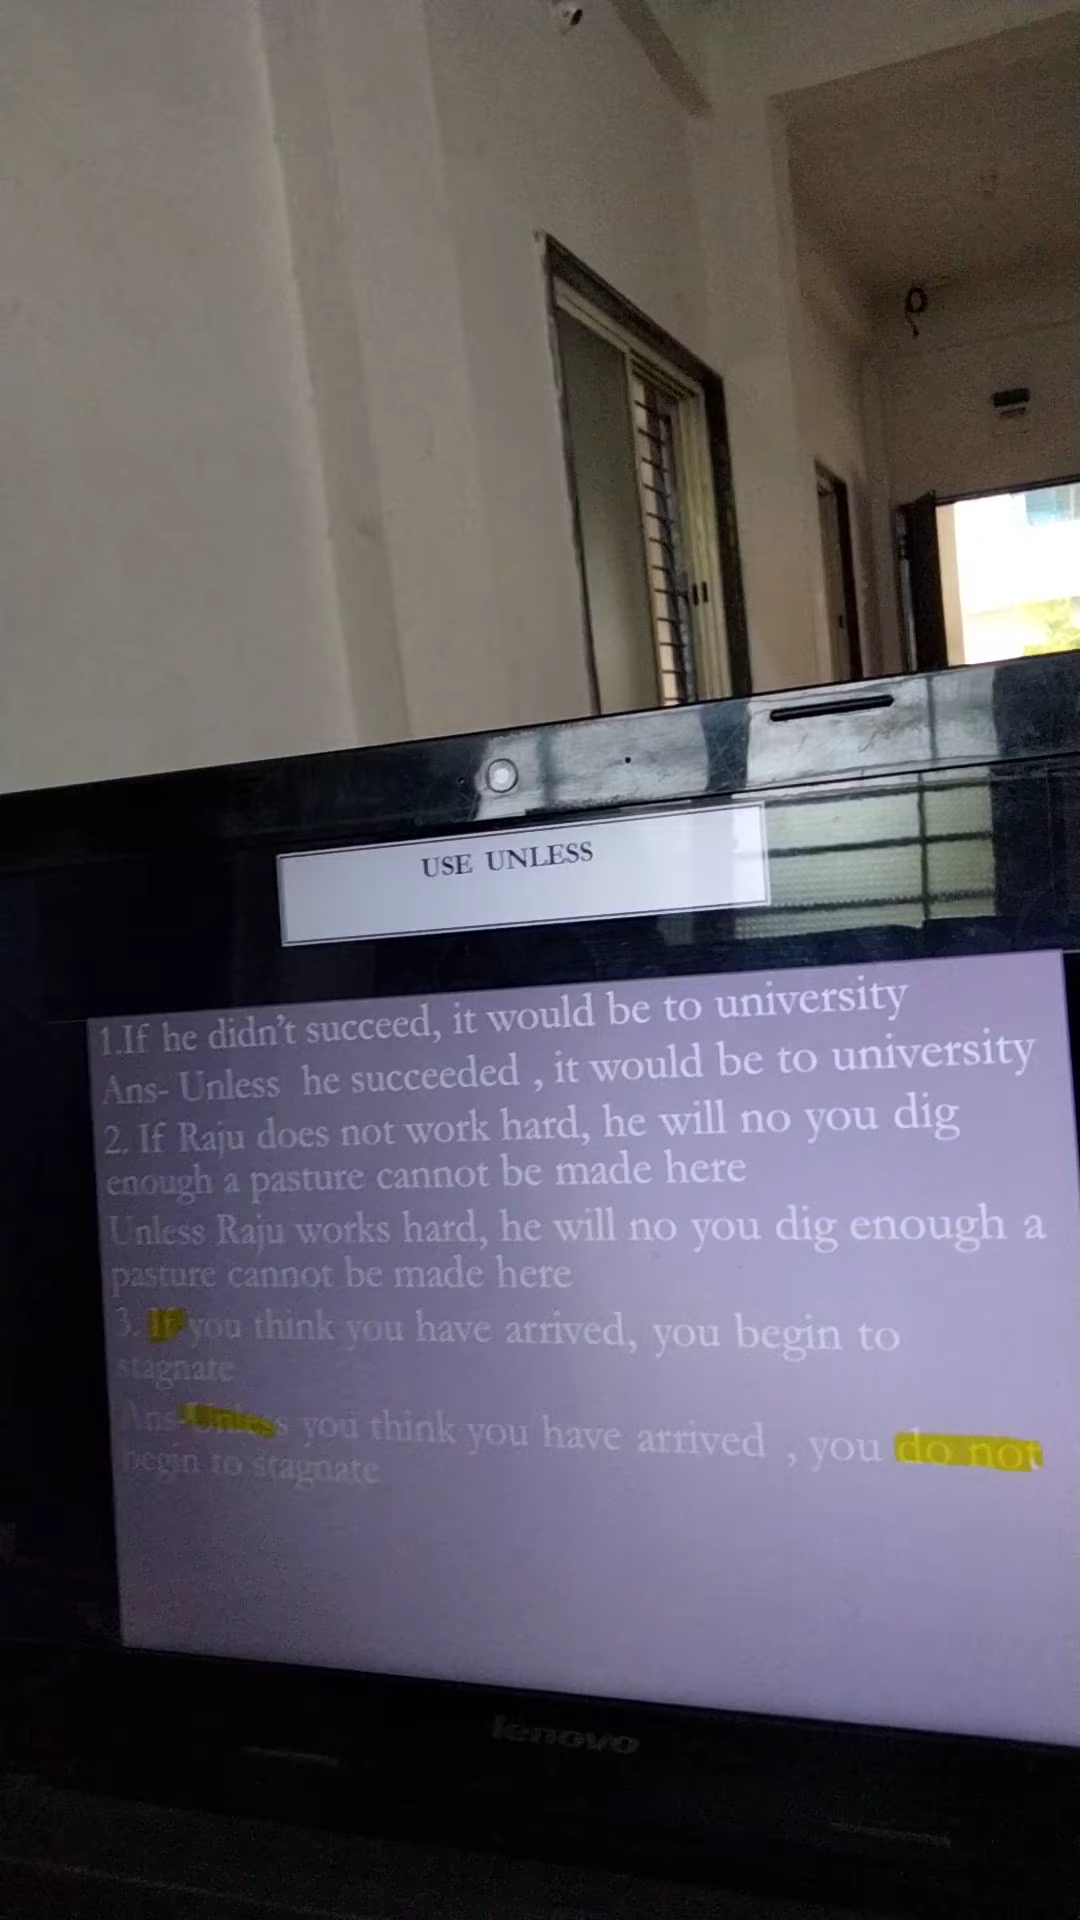 USE UNLESS
1.If he didn't succeed, it would be to university
Ans- Unless he succeeded , it would be to university
2. If Raju does not work hard, he will no you dig
enough a pasture cannot be made here
Unless Raju works hard, he will no you dig enough a
pasture cannot be made here
3. If you think you have arrived, you begin to
stagnate
Ans-Unless you think you have arrived , you do not
begin to stagnate
lenovo